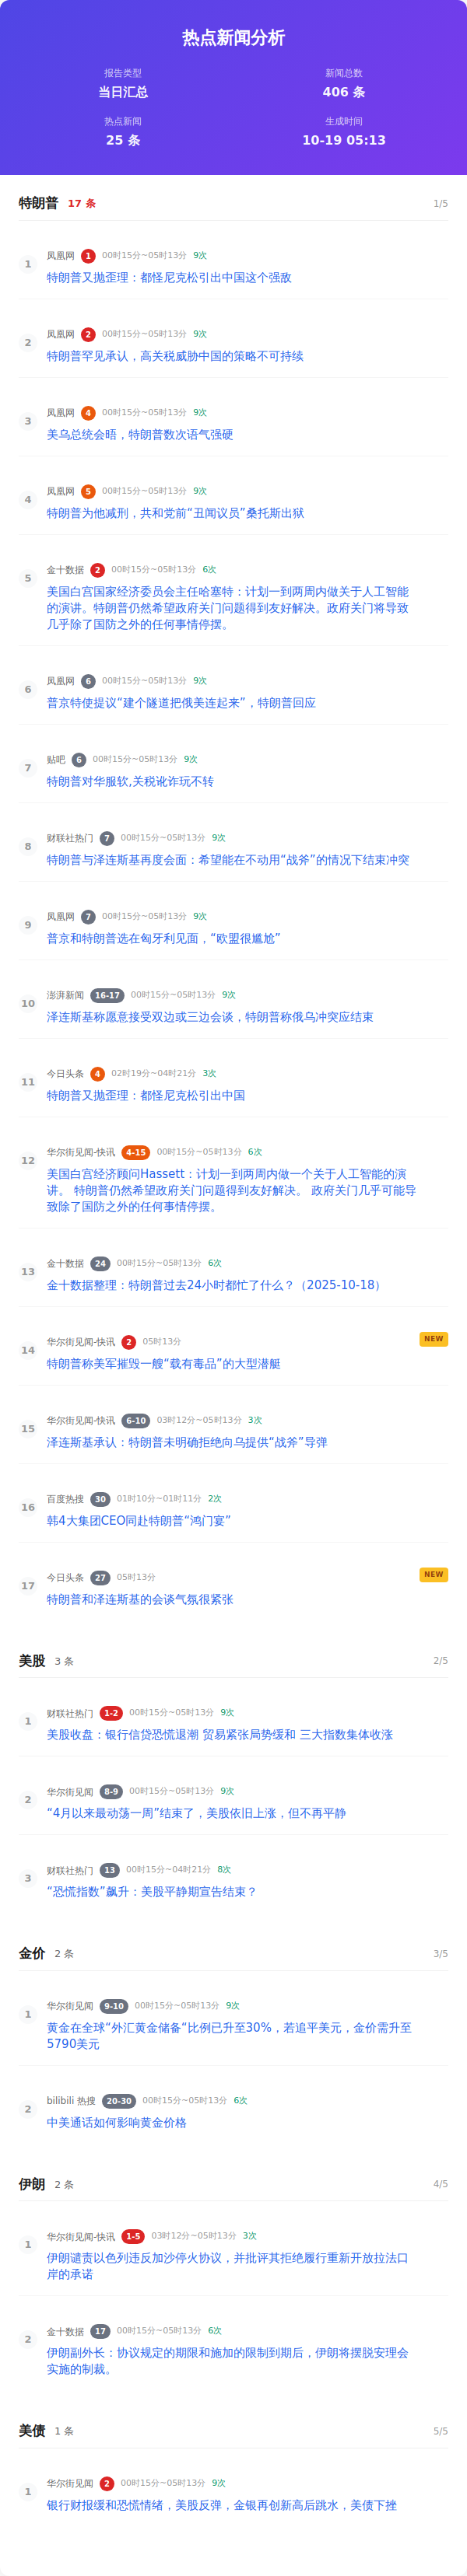 热点新闻分析
报告类型
当日汇总
新闻总数
406 条
热点新闻
25 条
生成时间
10-19 05:13
特朗普 17 条 1/5
1
凤凰网 1 00时15分~05时13分 9次
特朗普又抛歪理：都怪尼克松引出中国这个强敌
2
凤凰网 2 00时15分~05时13分 9次
特朗普罕见承认，高关税威胁中国的策略不可持续
3
凤凰网 4 00时15分~05时13分 9次
美乌总统会晤，特朗普数次语气强硬
4
凤凰网 5 00时15分~05时13分 9次
特朗普为他减刑，共和党前“丑闻议员”桑托斯出狱
5
金十数据 2 00时15分~05时13分 6次
美国白宫国家经济委员会主任哈塞特：计划一到两周内做关于人工智能
的演讲。特朗普仍然希望政府关门问题得到友好解决。政府关门将导致
几乎除了国防之外的任何事情停摆。
6
凤凰网 6 00时15分~05时13分 9次
普京特使提议“建个隧道把俄美连起来”，特朗普回应
7
贴吧 6 00时15分~05时13分 9次
特朗普对华服软,关税讹诈玩不转
8
财联社热门 7 00时15分~05时13分 9次
特朗普与泽连斯基再度会面：希望能在不动用“战斧”的情况下结束冲突
9
凤凰网 7 00时15分~05时13分 9次
普京和特朗普选在匈牙利见面，“欧盟很尴尬”
10
澎湃新闻 16-17 00时15分~05时13分 9次
泽连斯基称愿意接受双边或三边会谈，特朗普称俄乌冲突应结束
11
今日头条 4 02时19分~04时21分 3次
特朗普又抛歪理：都怪尼克松引出中国
12
华尔街见闻-快讯 4-15 00时15分~05时13分 6次
美国白宫经济顾问Hassett：计划一到两周内做一个关于人工智能的演
讲。 特朗普仍然希望政府关门问题得到友好解决。 政府关门几乎可能导
致除了国防之外的任何事情停摆。
13
金十数据 24 00时15分~05时13分 6次
金十数据整理：特朗普过去24小时都忙了什么？（2025-10-18）
14
华尔街见闻-快讯 2 05时13分 NEW
特朗普称美军摧毁一艘“载有毒品”的大型潜艇
15
华尔街见闻-快讯 6-10 03时12分~05时13分 3次
泽连斯基承认：特朗普未明确拒绝向乌提供“战斧”导弹
16
百度热搜 30 01时10分~01时11分 2次
韩4大集团CEO同赴特朗普“鸿门宴”
17
今日头条 27 05时13分 NEW
特朗普和泽连斯基的会谈气氛很紧张
美股 3 条 2/5
1
财联社热门 1-2 00时15分~05时13分 9次
美股收盘：银行信贷恐慌退潮 贸易紧张局势缓和 三大指数集体收涨
2
华尔街见闻 8-9 00时15分~05时13分 9次
“4月以来最动荡一周”结束了，美股依旧上涨，但不再平静
3
财联社热门 13 00时15分~04时21分 8次
“恐慌指数”飙升：美股平静期宣告结束？
金价 2 条 3/5
1
华尔街见闻 9-10 00时15分~05时13分 9次
黄金在全球“外汇黄金储备“比例已升至30%，若追平美元，金价需升至
5790美元
2
bilibili 热搜 20-30 00时15分~05时13分 6次
中美通话如何影响黄金价格
伊朗 2 条 4/5
1
华尔街见闻-快讯 1-5 03时12分~05时13分 3次
伊朗谴责以色列违反加沙停火协议，并批评其拒绝履行重新开放拉法口
岸的承诺
2
金十数据 17 00时15分~05时13分 6次
伊朗副外长：协议规定的期限和施加的限制到期后，伊朗将摆脱安理会
实施的制裁。
美债 1 条 5/5
1
华尔街见闻 2 00时15分~05时13分 9次
银行财报缓和恐慌情绪，美股反弹，金银再创新高后跳水，美债下挫